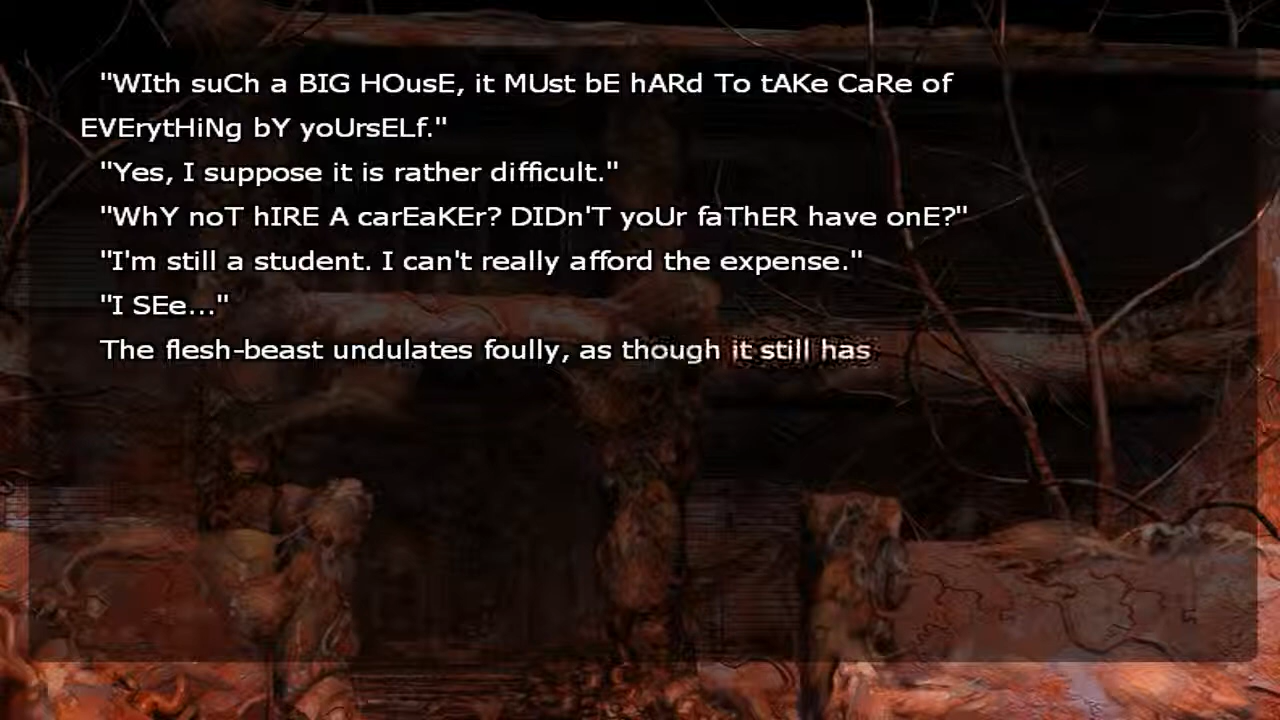 "WIth suCh a BIG HOusE, it MUst bE hARd To tAKe CaRe of
EVErytHiNg bY yoUrsELf."
"Yes, I suppose it is rather difficult."
"WhY noT hIRE A carEaKEr? DIDn'T yoUr faThER have onE?"
"I'm still a student. I can't really afford the expense."
"I SEe..."
The flesh-beast undulates foully, as though it still has